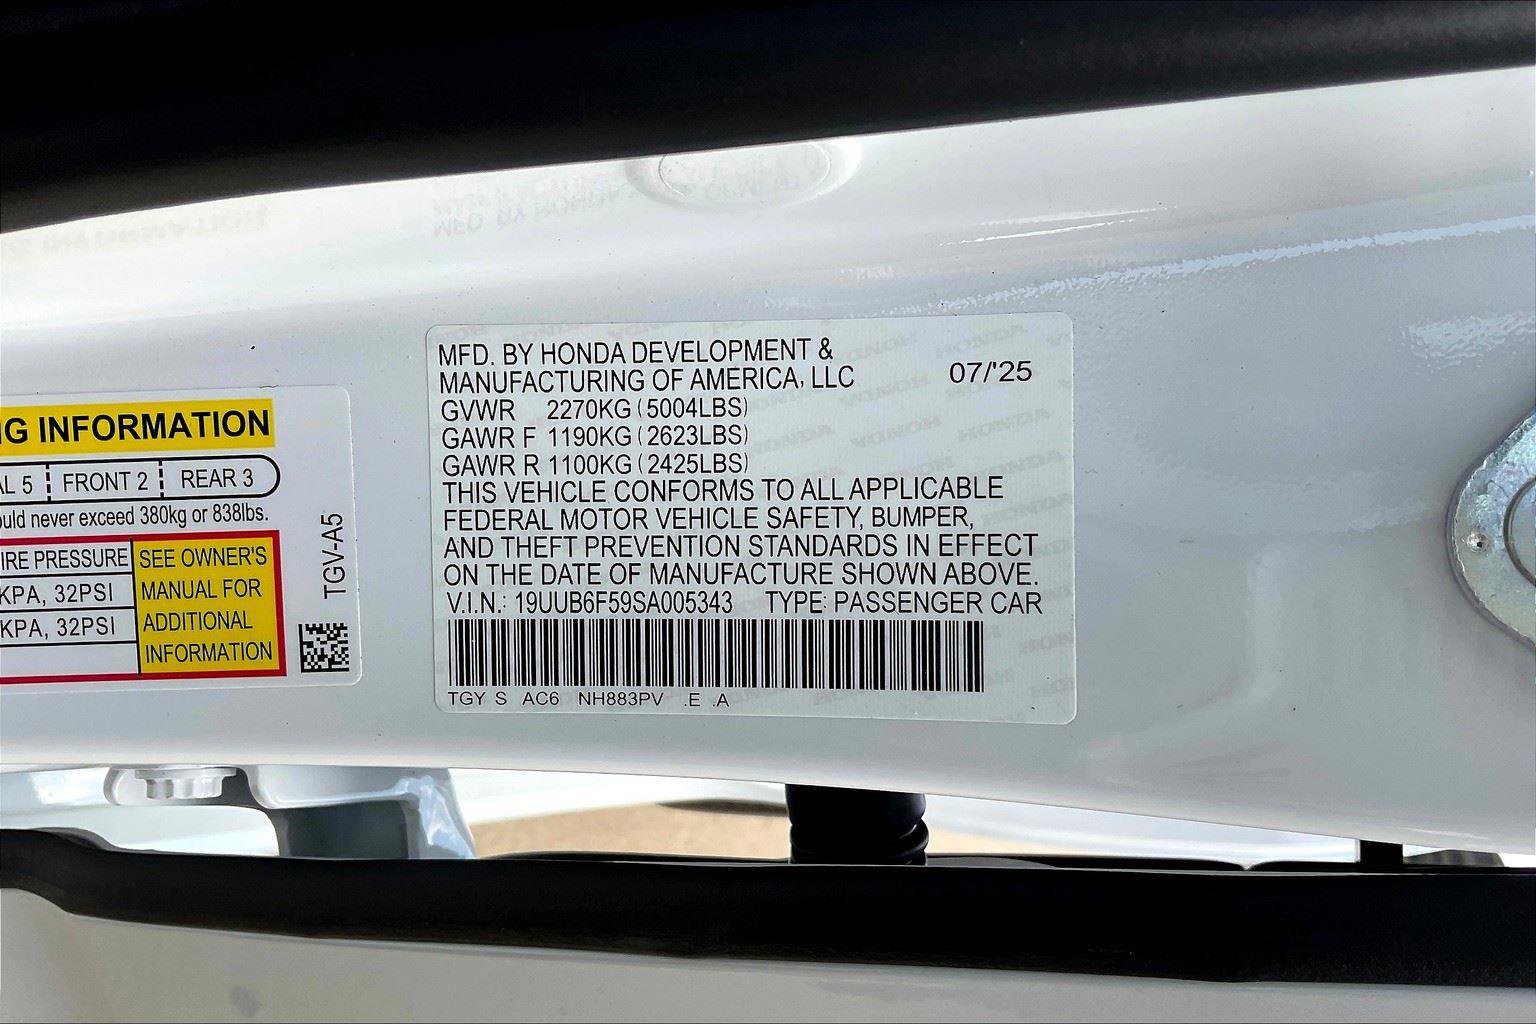 G INFORMATION
AL 5 FRONT 2 REAR 3
ould never exceed 380kg or 838lbs.
IRE PRESSURE
KPA, 32PSI
KPA, 32PSI
SEE OWNER'S
MANUAL FOR
ADDITIONAL
INFORMATION
TGV-A5
MFD. BY HONDA DEVELOPMENT &
MANUFACTURING OF AMERICA, LLC 07/'25
GVWR 2270KG (5004LBS)
GAWR F 1190KG (2623LBS)
GAWR R 1100KG (2425LBS)
THIS VEHICLE CONFORMS TO ALL APPLICABLE
FEDERAL MOTOR VEHICLE SAFETY, BUMPER,
AND THEFT PREVENTION STANDARDS IN EFFECT
ON THE DATE OF MANUFACTURE SHOWN ABOVE.
V.I.N.: 19UUB6F59SA005343 TYPE: PASSENGER CAR
TGY S AC6 NH883PV .E .A